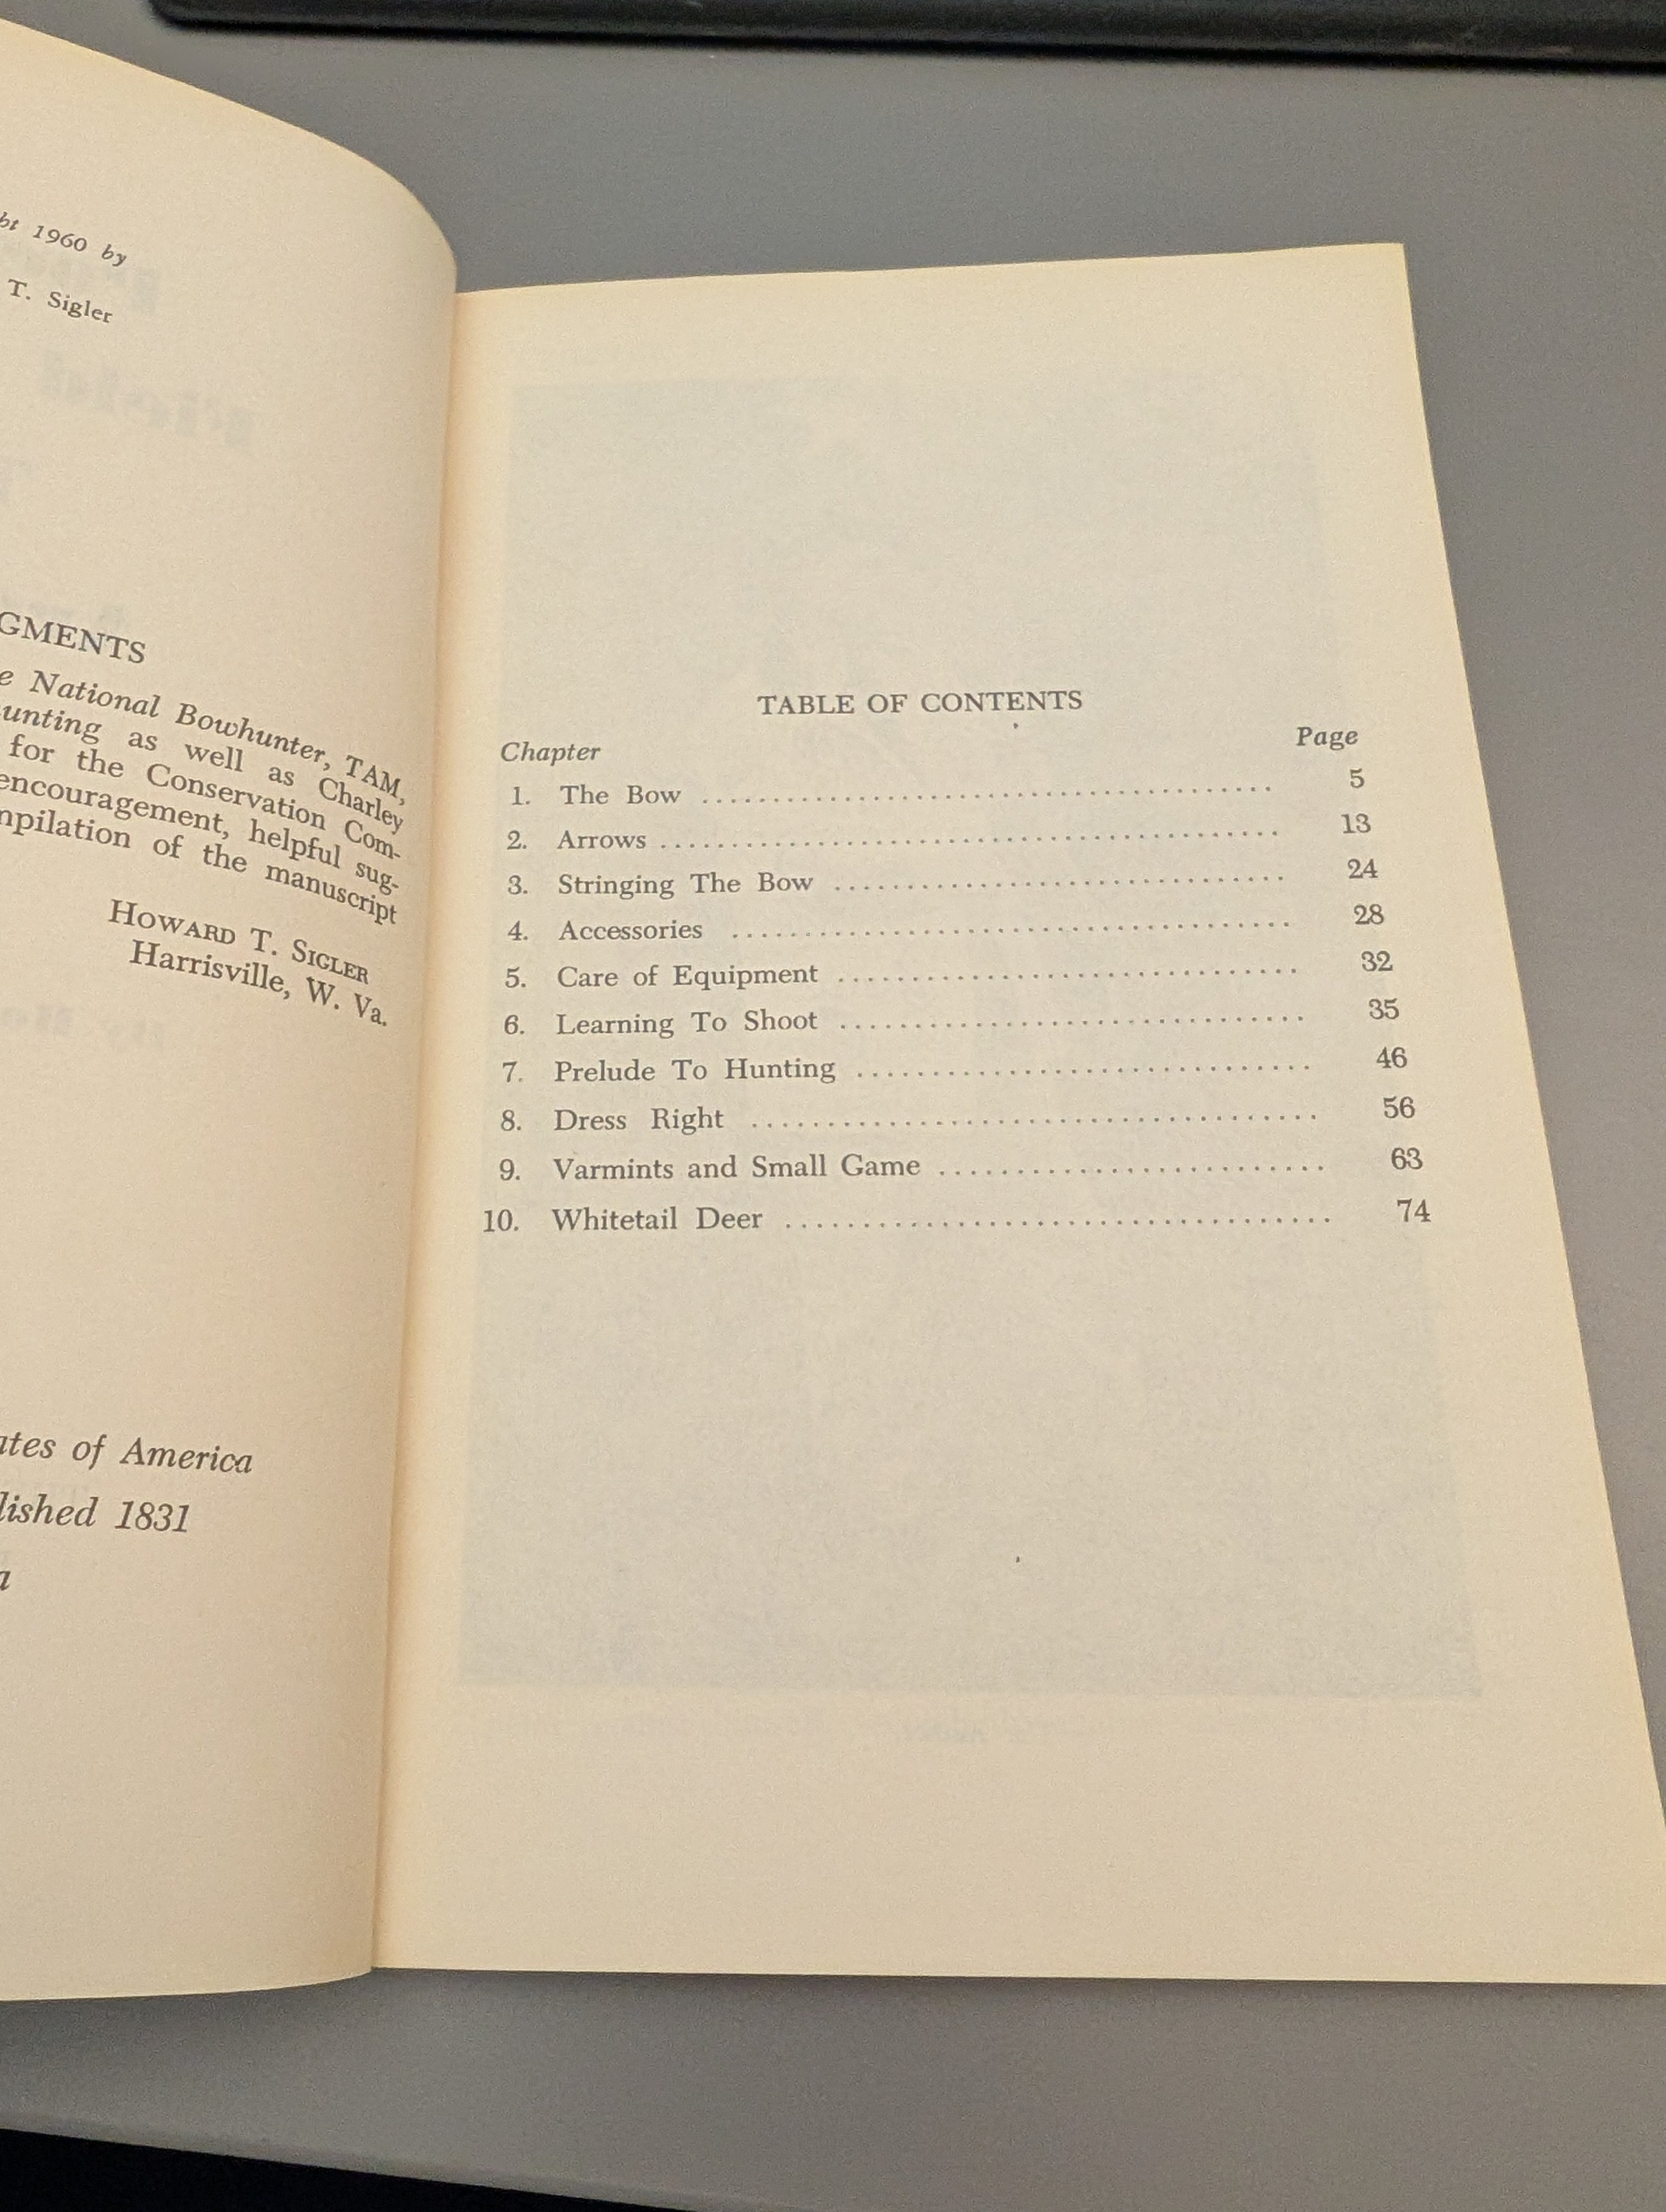 1960 by
T. Sigler
GMENTS
National Bowhunter, TAM,
unting as well as Charley
for the Conservation Com-
encouragement, helpful sug-
mpilation of the manuscript
HOWARD T. SIGLER
Harrisville, W. Va.
ates of America
lished 1831
TABLE OF CONTENTS
Chapter Page
1. The Bow ........................................ 5
2. Arrows ........................................ 13
3. Stringing The Bow ................................ 24
4. Accessories ...................................... 28
5. Care of Equipment ................................ 32
6. Learning To Shoot ................................ 35
7. Prelude To Hunting ............................... 46
8. Dress Right ...................................... 56
9. Varmints and Small Game .......................... 63
10. Whitetail Deer ................................... 74